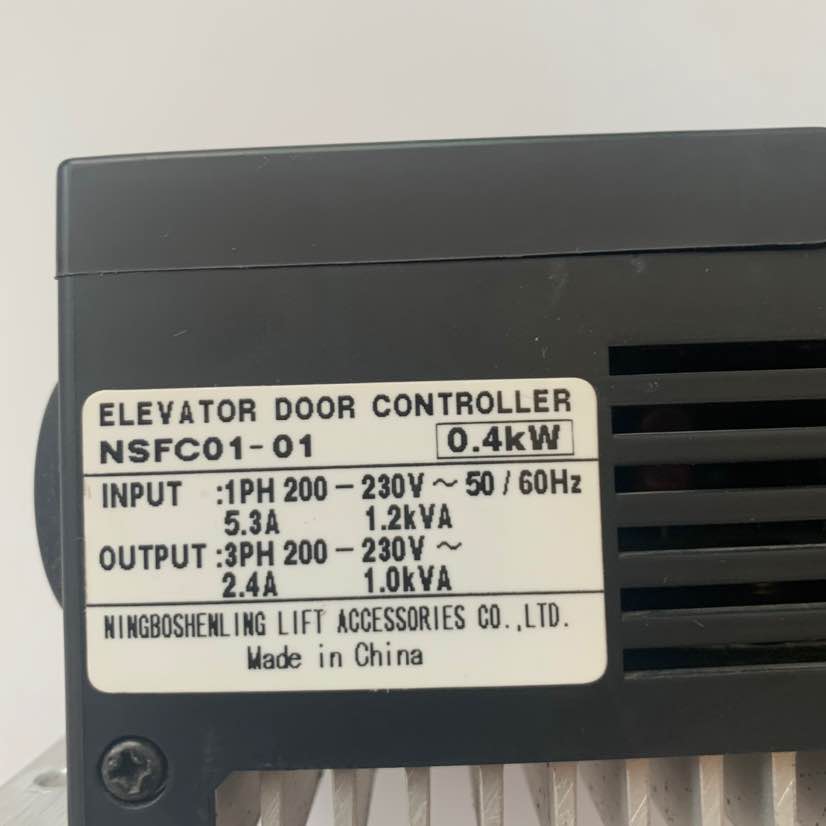 ELEVATOR DOOR CONTROLLER
NSFC01-01 0.4kW
INPUT :1PH 200-230V~50/60Hz
5.3A 1.2kVA
OUTPUT :3PH 200-230V~
2.4A 1.0kVA
NINGBOSHENLING LIFT ACCESSORIES CO.,LTD.
Made in China